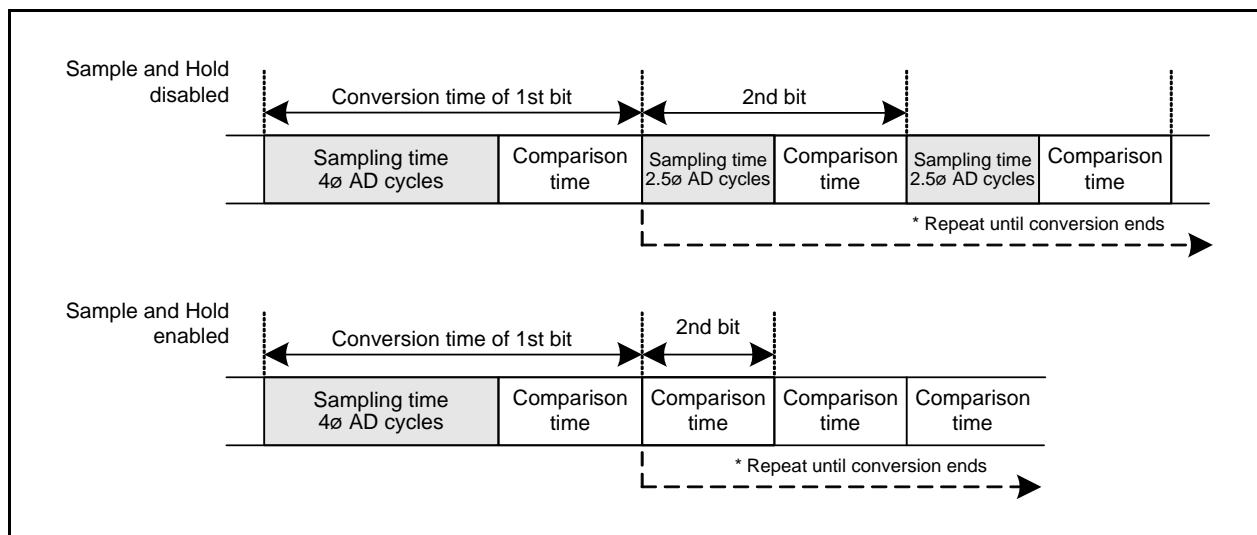 Sample and Hold
disabled
Conversion time of 1st bit
2nd bit
Sampling time
4ø AD cycles
Comparison
time
Sampling time
2.5ø AD cycles
Comparison
time
Sampling time
2.5ø AD cycles
Comparison
time
* Repeat until conversion ends
Sample and Hold
enabled
Conversion time of 1st bit
2nd bit
Sampling time
4ø AD cycles
Comparison
time
Comparison
time
Comparison
time
Comparison
time
* Repeat until conversion ends